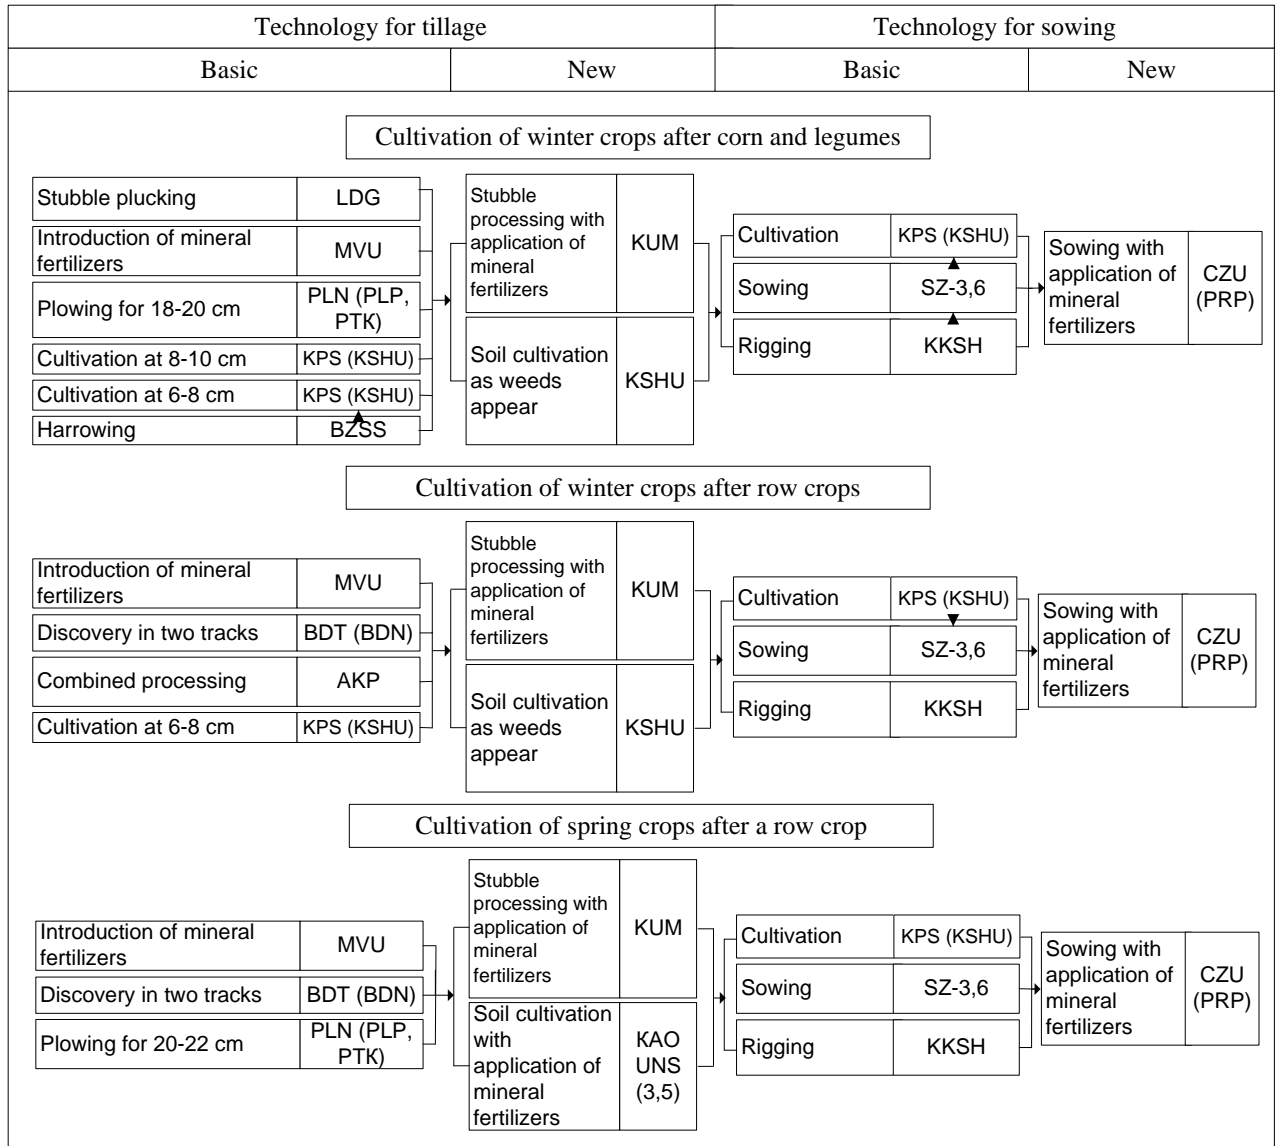 Technology for tillage
Technology for sowing
Basic
New
Basic
New
Cultivation of winter crops after corn and legumes
Stubble plucking
LDG
Introduction of mineral
fertilizers
MVU
Plowing for 18-20 cm
PLN (PLP,
PTK)
Cultivation at 8-10 cm
KPS (KSHU)
Cultivation at 6-8 cm
KPS (KSHU)
Harrowing
BZSS
Stubble
processing with
application of
mineral
fertilizers
KUM
Soil cultivation
as weeds
appear
KSHU
Cultivation
KPS (KSHU)
Sowing
SZ-3,6
Rigging
KKSH
Sowing with
application of
mineral
fertilizers
CZU
(PRP)
Cultivation of winter crops after row crops
Introduction of mineral
fertilizers
MVU
Discovery in two tracks
BDT (BDN)
Combined processing
AKP
Cultivation at 6-8 cm
KPS (KSHU)
Stubble
processing with
application of
mineral
fertilizers
KUM
Soil cultivation
as weeds
appear
KSHU
Cultivation
KPS (KSHU)
Sowing
SZ-3,6
Rigging
KKSH
Sowing with
application of
mineral
fertilizers
CZU
(PRP)
Cultivation of spring crops after a row crop
Introduction of mineral
fertilizers
MVU
Discovery in two tracks
BDT (BDN)
Plowing for 20-22 cm
PLN (PLP,
PTK)
Stubble
processing with
application of
mineral
fertilizers
KUM
Soil cultivation
with
application of
mineral
fertilizers
KAO
UNS
(3,5)
Cultivation
KPS (KSHU)
Sowing
SZ-3,6
Rigging
KKSH
Sowing with
application of
mineral
fertilizers
CZU
(PRP)